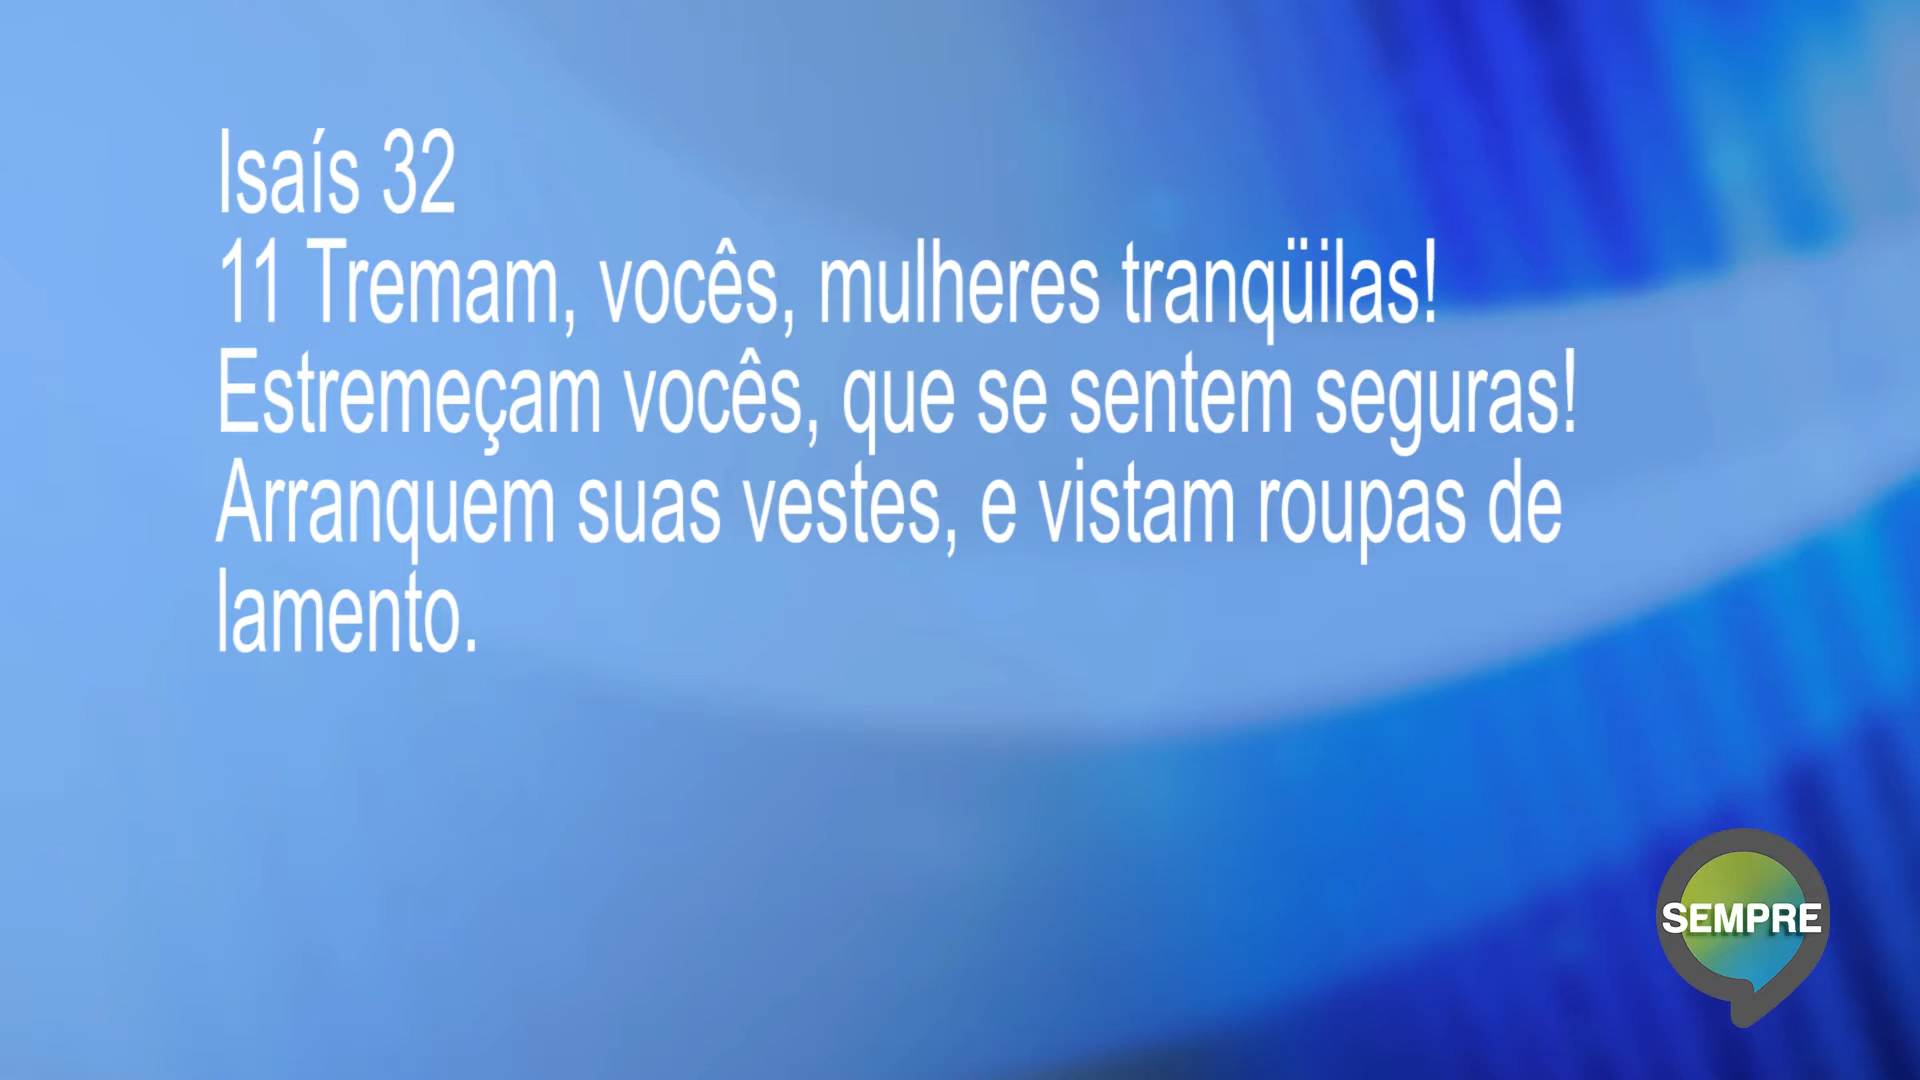 Isaís 32
11 Tremam, vocês, mulheres tranqüilas!
Estremeçam vocês, que se sentem seguras!
Arranquem suas vestes, e vistam roupas de
lamento.
SEMPRE